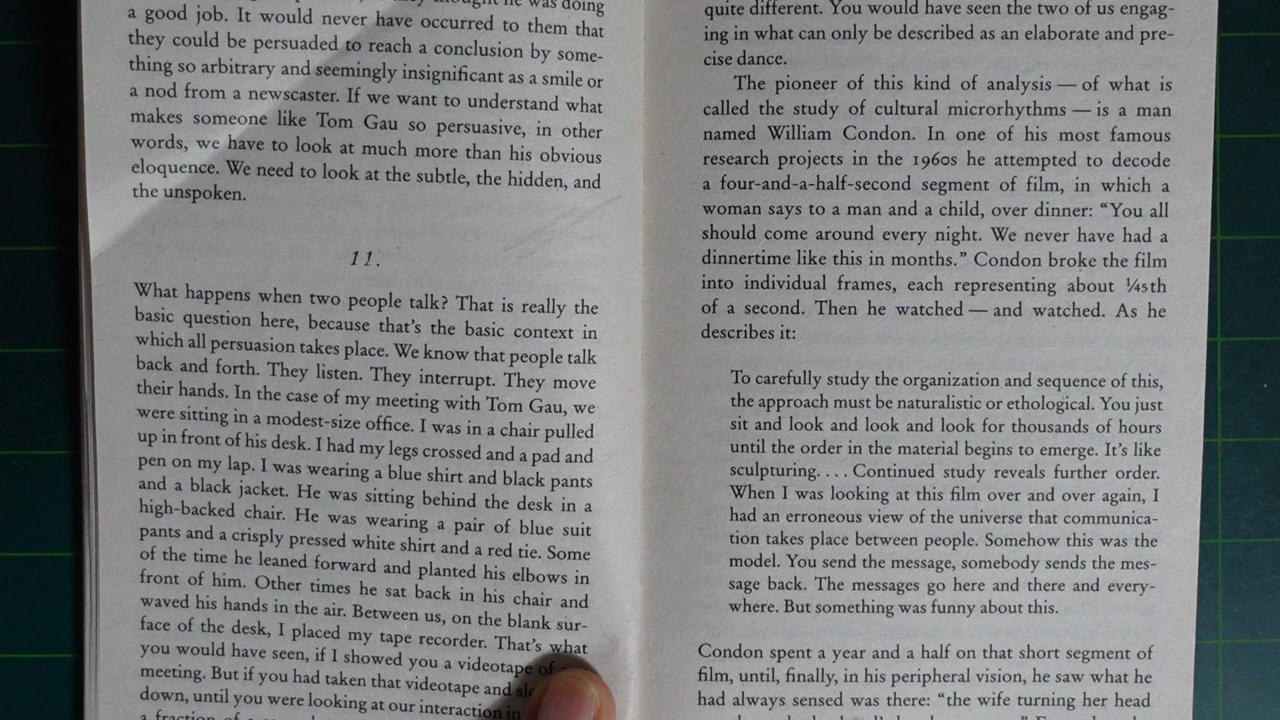 he was doing
a good job. It would never have occurred to them that
they could be persuaded to reach a conclusion by some-
thing so arbitrary and seemingly insignificant as a smile or
a nod from a newscaster. If we want to understand what
makes someone like Tom Gau so persuasive, in other
words, we have to look at much more than his obvious
eloquence. We need to look at the subtle, the hidden, and
the unspoken.
11.
What happens when two people talk? That is really the
basic question here, because that's the basic context in
which all persuasion takes place. We know that people talk
back and forth. They listen. They interrupt. They move
their hands. In the case of my meeting with Tom Gau, we
were sitting in a modest-size office. I was in a chair pulled
up in front of his desk. I had my legs crossed and a pad and
pen on my lap. I was wearing a blue shirt and black pants
and a black jacket. He was sitting behind the desk in a
high-backed chair. He was wearing a pair of blue suit
pants and a crisply pressed white shirt and a red tie. Some
of the time he leaned forward and planted his elbows in
front of him. Other times he sat back in his chair and
waved his hands in the air. Between us, on the blank sur-
face of the desk, I placed my tape recorder. That's what
you would have seen, if I showed you a videotape of
meeting. But if you had taken that videotape and
down, until you were looking at our interaction in
quite different. You would have seen the two of us engag-
ing in what can only be described as an elaborate and pre-
cise dance.
The pioneer of this kind of analysis — of what is
called the study of cultural microrhythms — is a man
named William Condon. In one of his most famous
research projects in the 1960s he attempted to decode
a four-and-a-half-second segment of film, in which a
woman says to a man and a child, over dinner: “You all
should come around every night. We never have had a
dinnertime like this in months.” Condon broke the film
into individual frames, each representing about 1/45th
of a second. Then he watched — and watched. As he
describes it:
To carefully study the organization and sequence of this,
the approach must be naturalistic or ethological. You just
sit and look and look and look for thousands of hours
until the order in the material begins to emerge. It's like
sculpturing. . . . Continued study reveals further order.
When I was looking at this film over and over again, I
had an erroneous view of the universe that communica-
tion takes place between people. Somehow this was the
model. You send the message, somebody sends the mes-
sage back. The messages go here and there and every-
where. But something was funny about this.
Condon spent a year and a half on that short segment of
film, until, finally, in his peripheral vision, he saw what he
had always sensed was there: “the wife turning her head